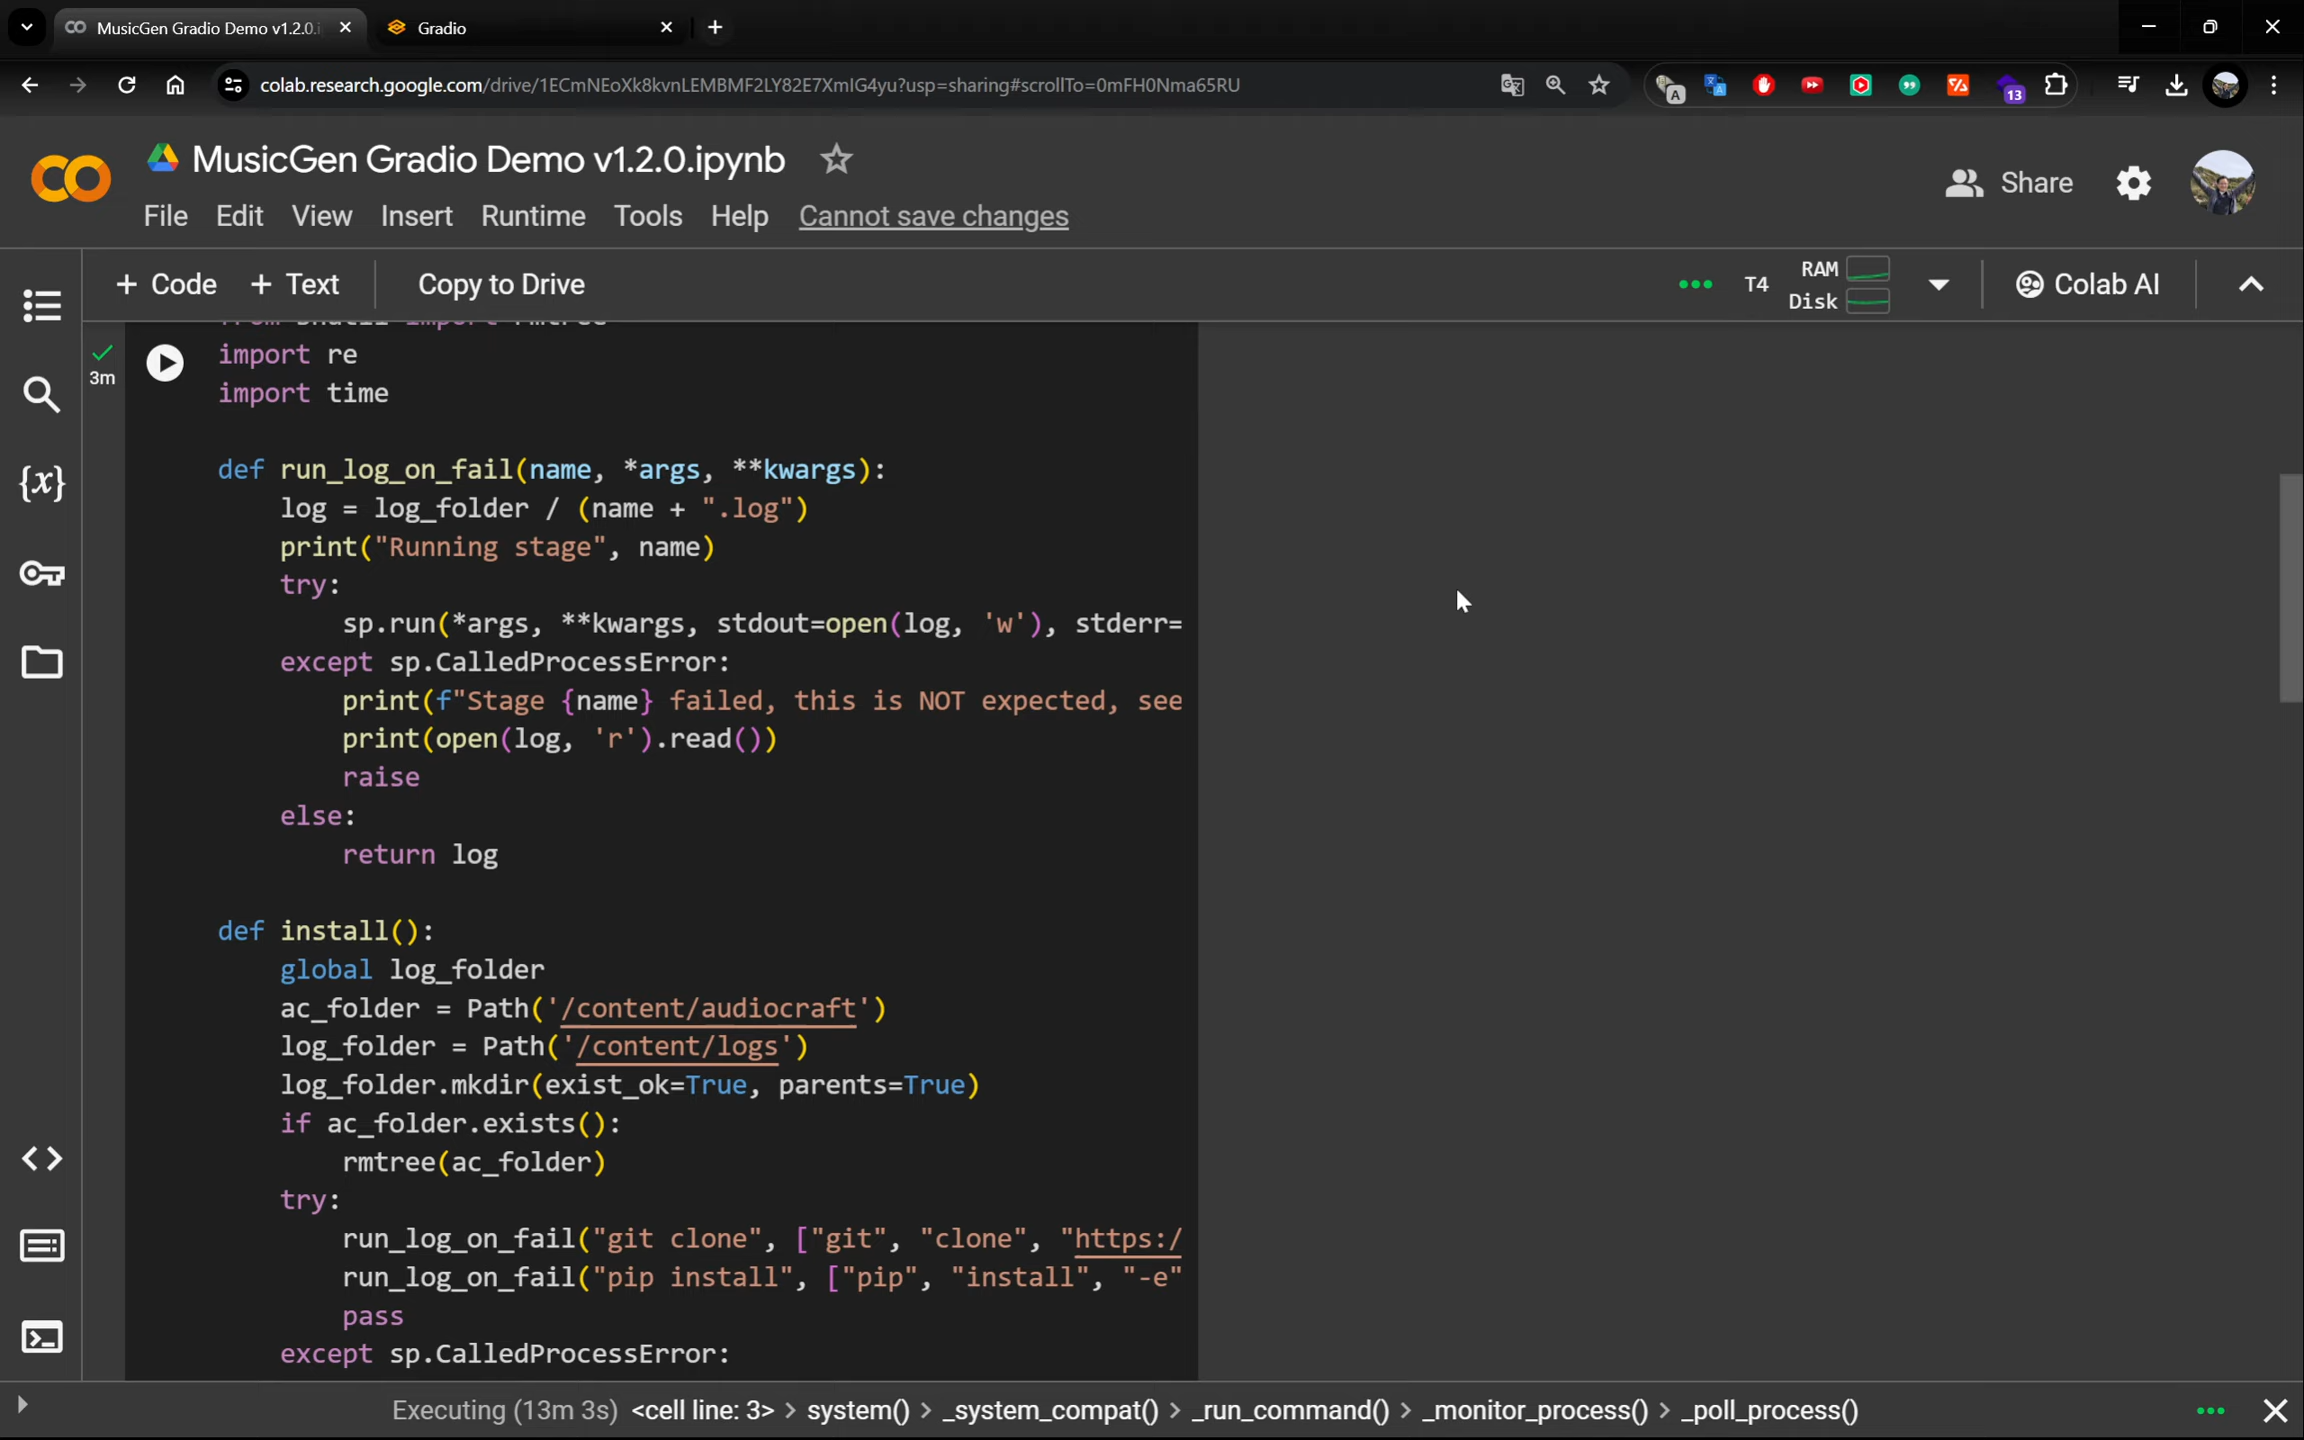 MusicGen Gradio Demo v1.2.0.i
Gradio
colab.research.google.com/drive/1ECmNEoXk8kvnLEMBMF2LY82E7XmIG4yu?usp=sharing#scrollTo=0mFH0Nma65RU
A
13
MusicGen Gradio Demo v1.2.0.ipynb
Share
File Edit View Insert Runtime Tools Help Cannot save changes
+ Code + Text Copy to Drive
T4 RAM
Disk
Colab AI
from shutil import rmtree
3m
import re
import time
def run_log_on_fail(name, *args, **kwargs):
log = log_folder / (name + ".log")
print("Running stage", name)
try:
sp.run(*args, **kwargs, stdout=open(log, 'w'), stderr=
except sp.CalledProcessError:
print(f"Stage {name} failed, this is NOT expected, see
print(open(log, 'r').read())
raise
else:
return log
def install():
global log_folder
ac_folder = Path('/content/audiocraft')
log_folder = Path('/content/logs')
log_folder.mkdir(exist_ok=True, parents=True)
if ac_folder.exists():
rmtree(ac_folder)
try:
run_log_on_fail("git clone", ["git", "clone", "https:/
run_log_on_fail("pip install", ["pip", "install", "-e"
pass
except sp.CalledProcessError:
{x}
Executing (13m 3s) <cell line: 3> > system() > _system_compat() > _run_command() > _monitor_process() > _poll_process()